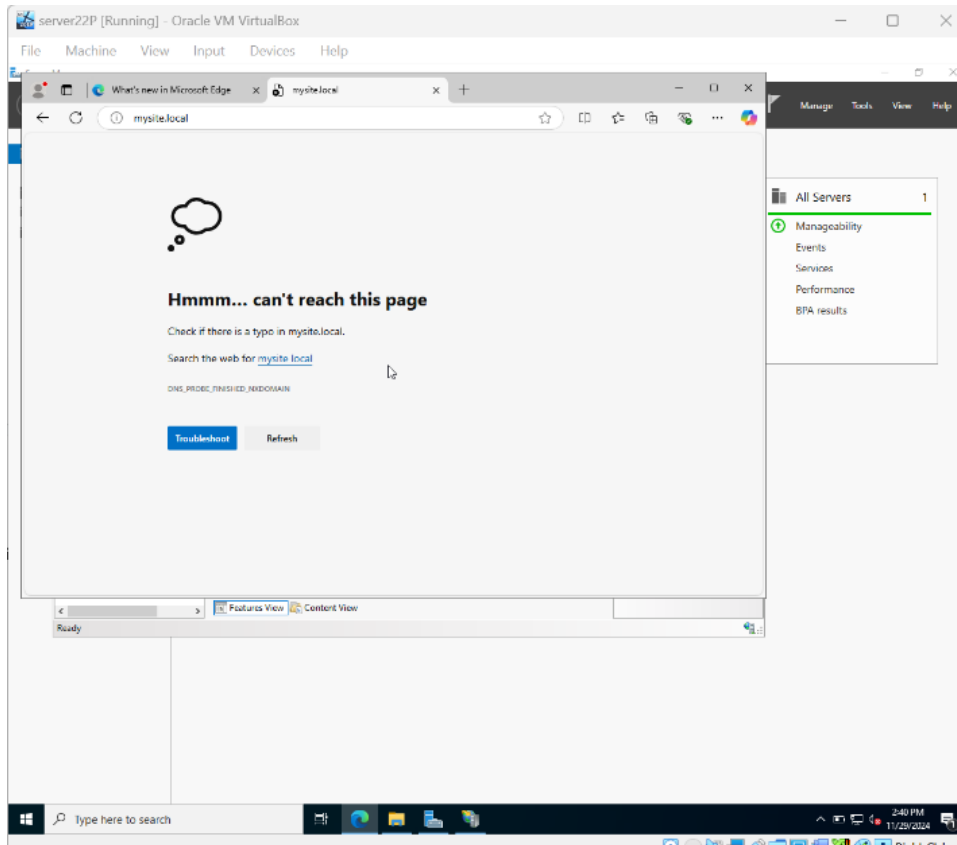 server22P [Running] - Oracle VM VirtualBox
File Machine View Input Devices Help
What's new in Microsoft Edge
mysite.local
Manage Tools View Help
mysite.local
All Servers 1
Manageability
Events
Services
Performance
BPA results
Hmmm... can't reach this page
Check if there is a typo in mysite.local.
Search the web for mysite local
DNS_PROBE_FINISHED_NXDOMAIN
Troubleshoot Refresh
Features View Content View
Ready
Type here to search
2:40 PM
11/29/2024